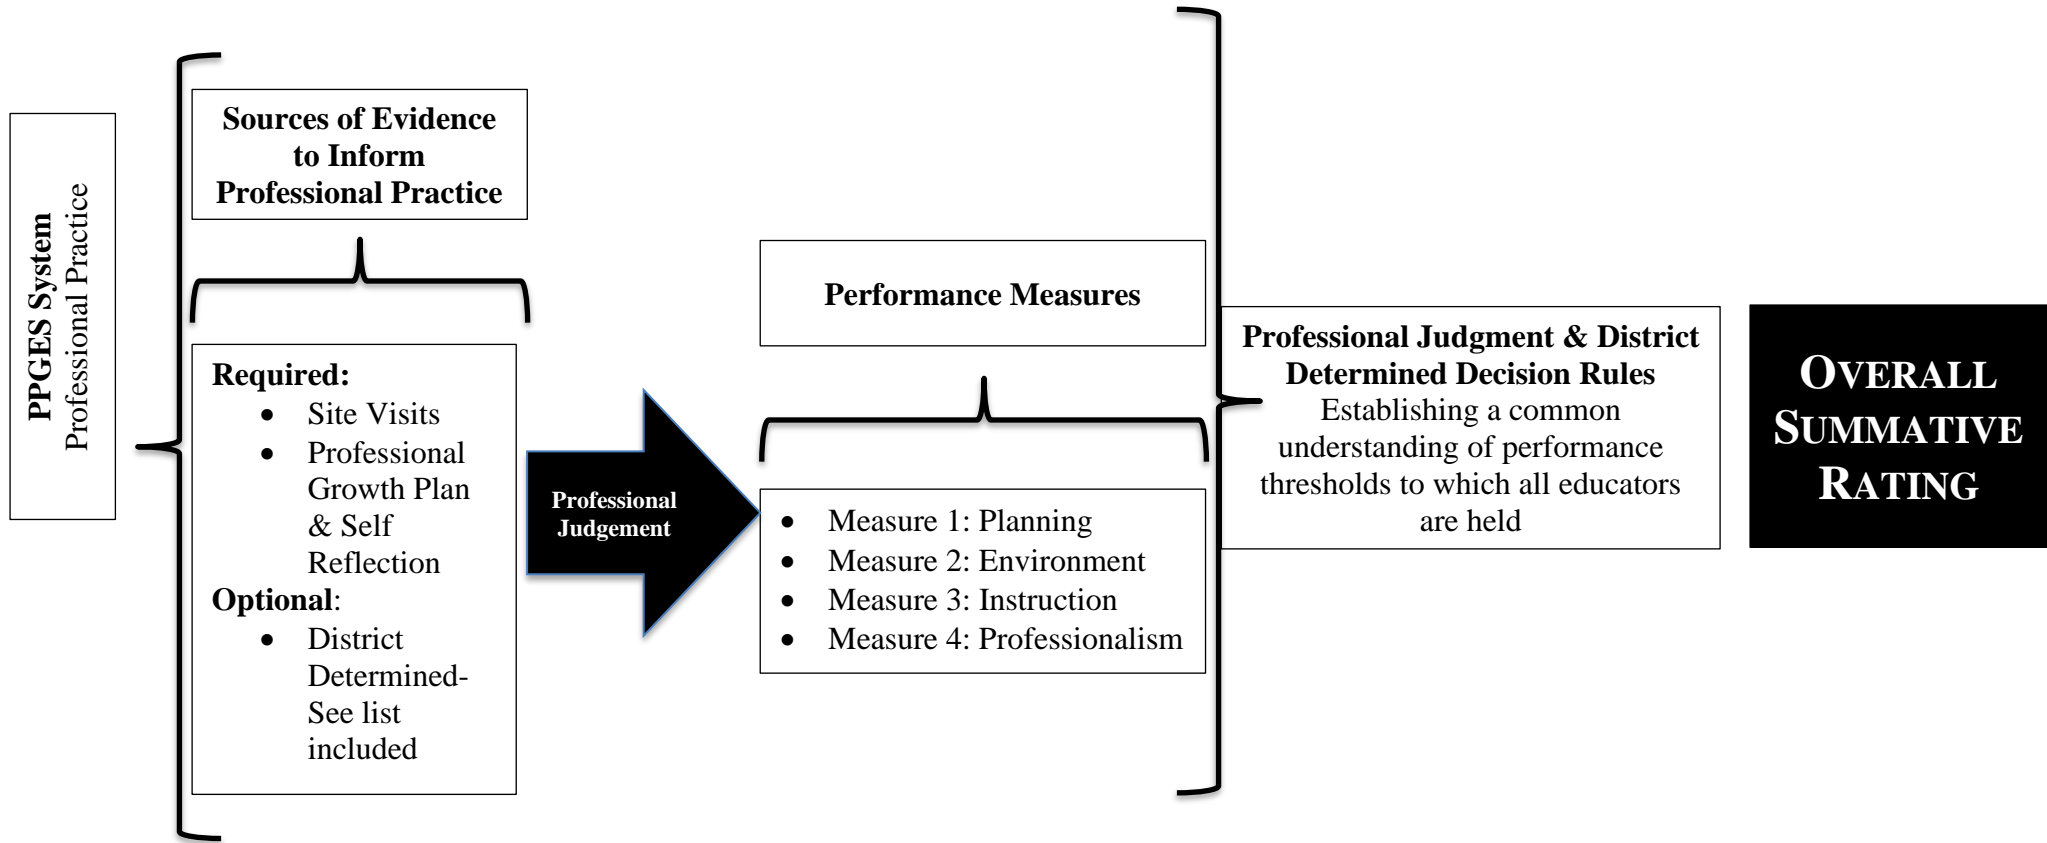 PPGES System
Professional Practice
Sources of Evidence
to Inform
Professional Practice
Required:
• Site Visits
• Professional
Growth Plan
& Self
Reflection
Optional:
• District
Determined-
See list
included
Professional
Judgement
Performance Measures
• Measure 1: Planning
• Measure 2: Environment
• Measure 3: Instruction
• Measure 4: Professionalism
Professional Judgment & District
Determined Decision Rules
Establishing a common
understanding of performance
thresholds to which all educators
are held
OVERALL
SUMMATIVE
RATING